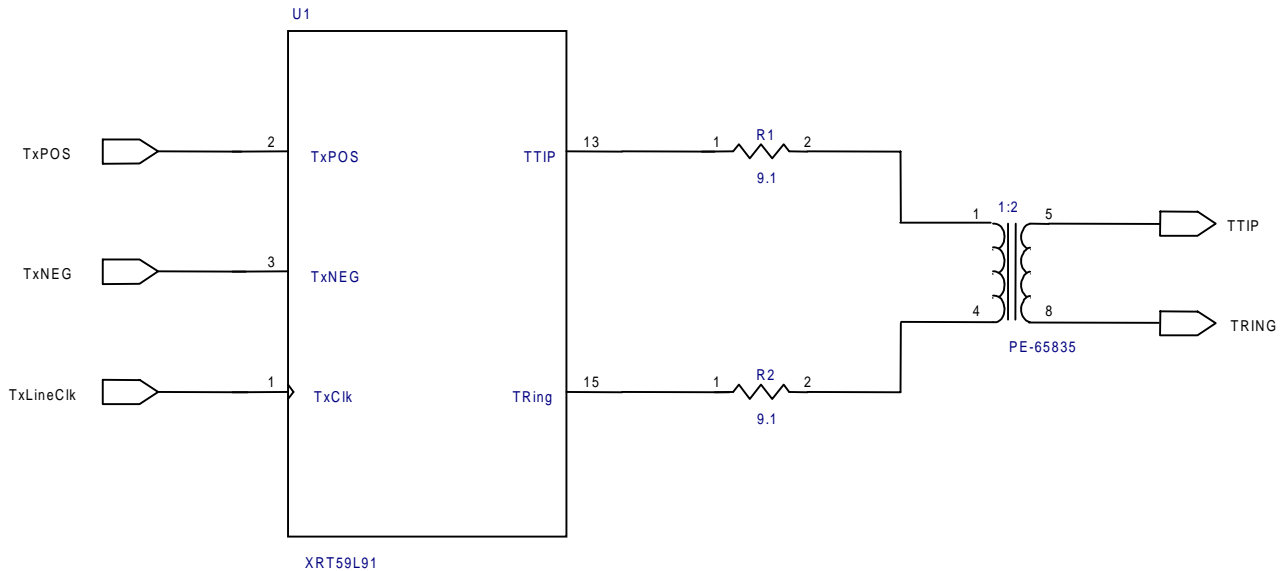 U1
TxPOS
2
TxPOS
TTIP
13
1
R1
2
9.1
1
1:2
5
TTIP
TxNEG
3
TxNEG
4
8
TRING
PE-65835
TxLineClk
1
TxClk
TRing
15
1
R2
2
9.1
XRT59L91